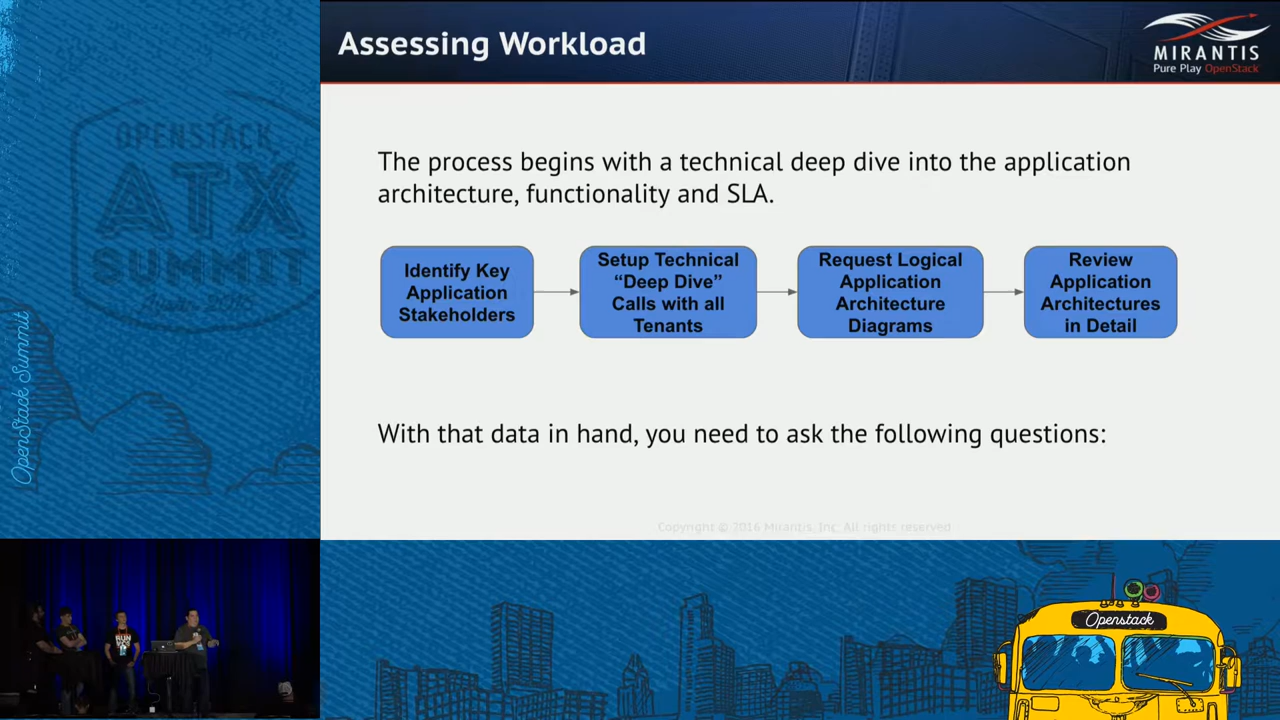 Assessing Workload
MIRANTIS
Pure Play OpenStack
The process begins with a technical deep dive into the application
architecture, functionality and SLA.
Identify Key
Application
Stakeholders
Setup Technical
“Deep Dive”
Calls with all
Tenants
Request Logical
Application
Architecture
Diagrams
Review
Application
Architectures
in Detail
With that data in hand, you need to ask the following questions:
Copyright © 2016 Mirantis, Inc. All rights reserved
OPENSTACK
ATX
SUMMIT
OpenStack Summit
Openstack
RUN